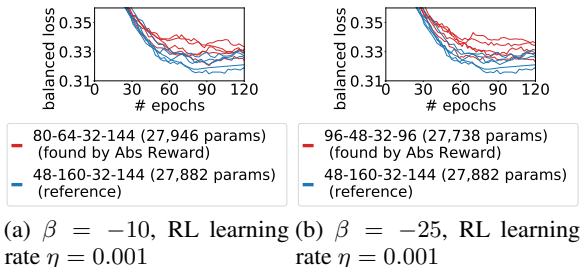 balanced loss
0.35
0.33
0.31
0 30 60 90 120
# epochs
80-64-32-144 (27,946 params)
(found by Abs Reward)
48-160-32-144 (27,882 params)
(reference)
(a) β = −10, RL learning
rate η = 0.001
balanced loss
0.35
0.33
0.31
0 30 60 90 120
# epochs
96-48-32-96 (27,738 params)
(found by Abs Reward)
48-160-32-144 (27,882 params)
(reference)
(b) β = −25, RL learning
rate η = 0.001